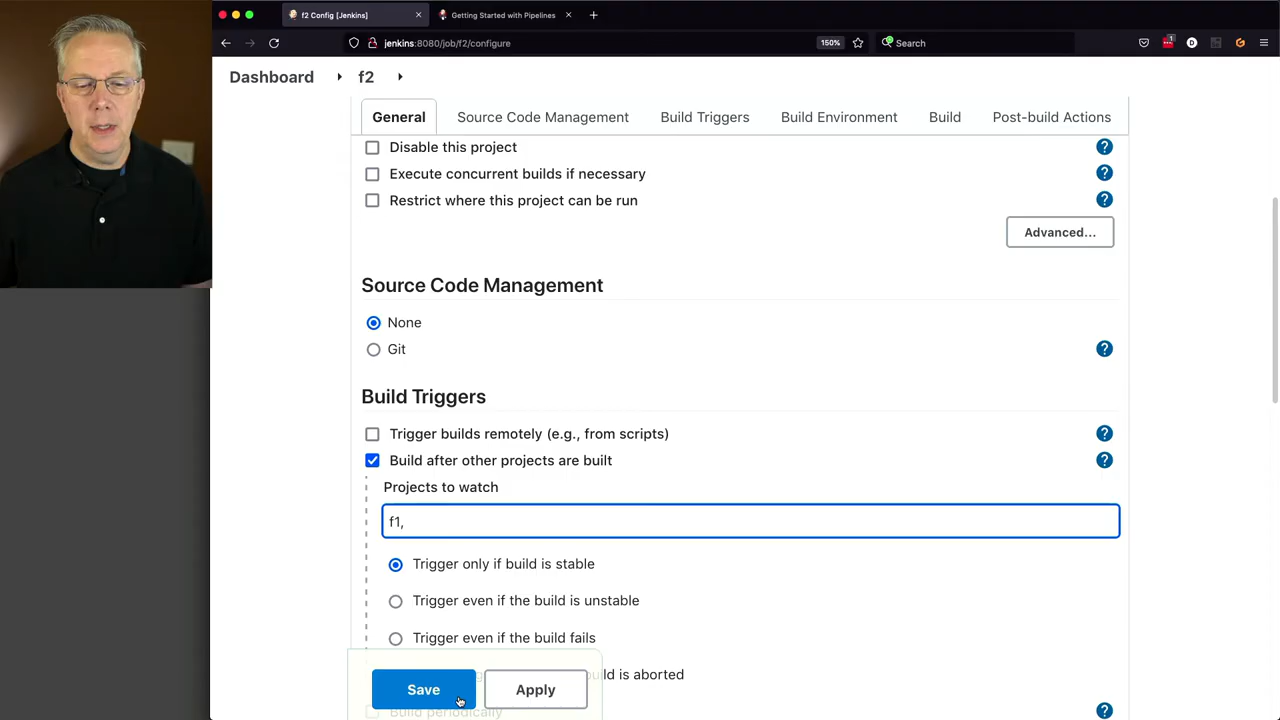 f2 Config [Jenkins]
Getting Started with Pipelines
jenkins:8080/job/f2/configure
150%
Search
1
Dashboard
f2
General
Source Code Management
Build Triggers
Build Environment
Build
Post-build Actions
Disable this project
?
Execute concurrent builds if necessary
?
Restrict where this project can be run
?
Advanced...
Source Code Management
None
Git
?
Build Triggers
Trigger builds remotely (e.g., from scripts)
?
Build after other projects are built
?
Projects to watch
f1,
Trigger only if build is stable
Trigger even if the build is unstable
Trigger even if the build fails
ild is aborted
Save
Apply
Build periodically
?